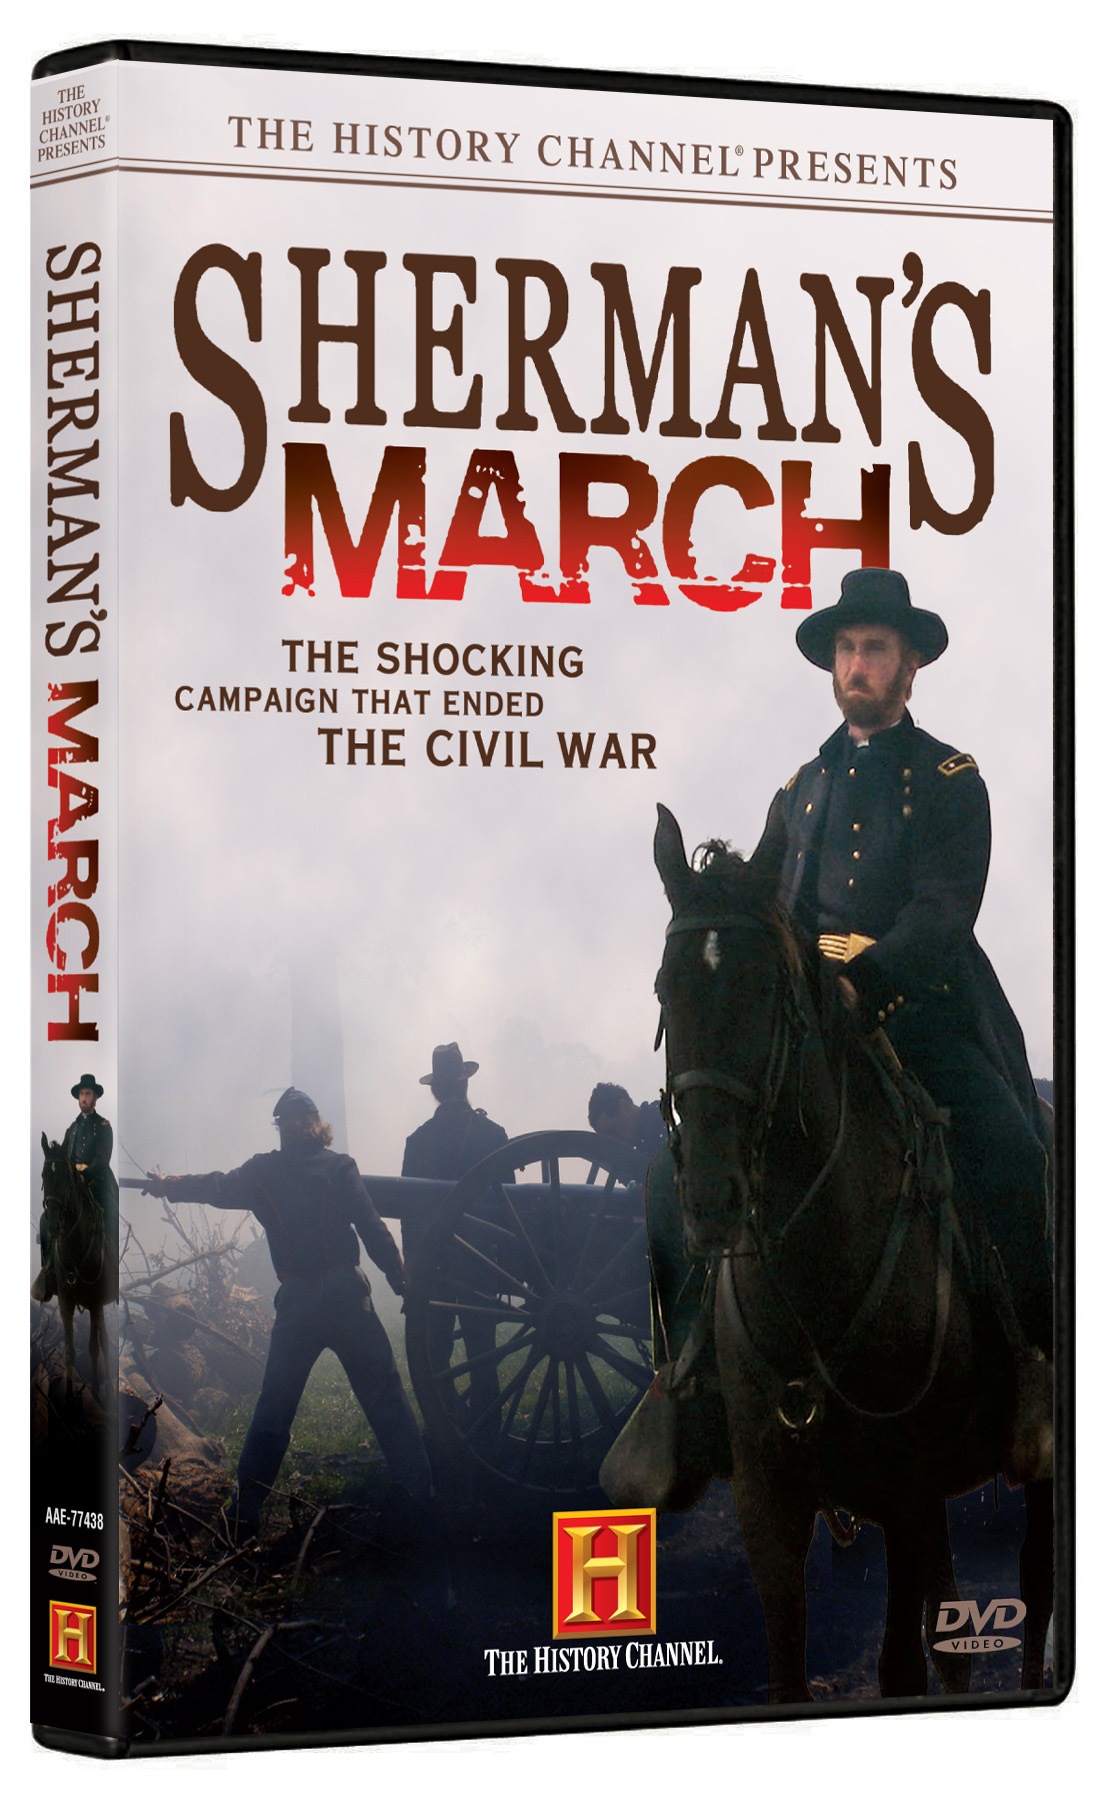 THE
HISTORY
CHANNEL®
PRESENTS
SHERMAN'S MARCH
AAE-77438
DVD
VIDEO
H
THE HISTORY CHANNEL.
THE HISTORY CHANNEL® PRESENTS
SHERMAN'S
MARCH
THE SHOCKING
CAMPAIGN THAT ENDED
THE CIVIL WAR
H
THE HISTORY CHANNEL.
DVD
VIDEO